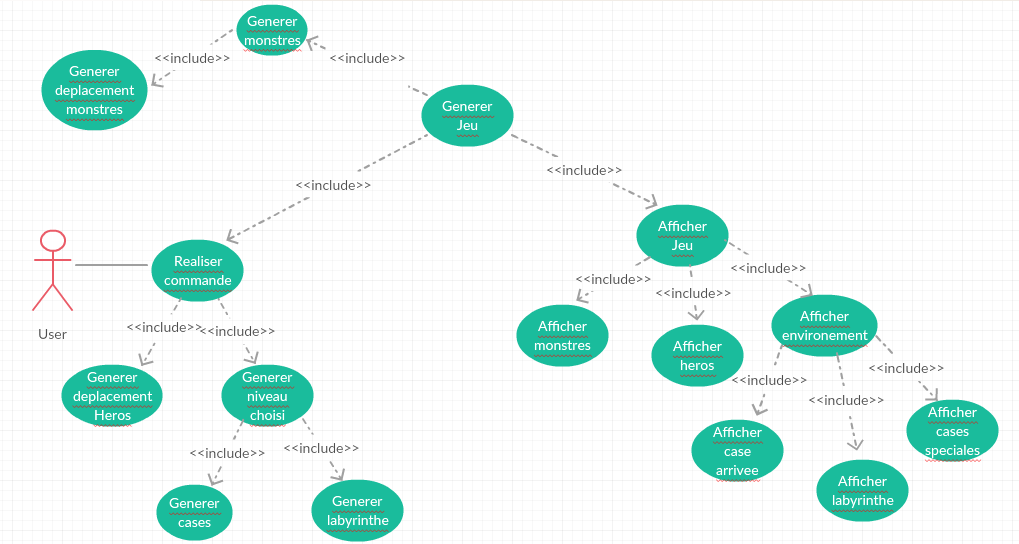 Generer
monstres
<<include>>
<<include>>
Generer
deplacement
monstres
Generer
Jeu
<<include>>
<<include>>
Afficher
Jeu
Realiser
commande
User
<<include>>
<<include>>
<<include>>
Afficher
environement
<<include>>
<<include>>
Afficher
monstres
Afficher
heros
<<include>>
<<include>>
<<include>>
Generer
deplacement
Heros
Generer
niveau
choisi
Afficher
cases
speciales
Afficher
case
arrivee
<<include>>
<<include>>
Afficher
labyrinthe
Generer
cases
Generer
labyrinthe